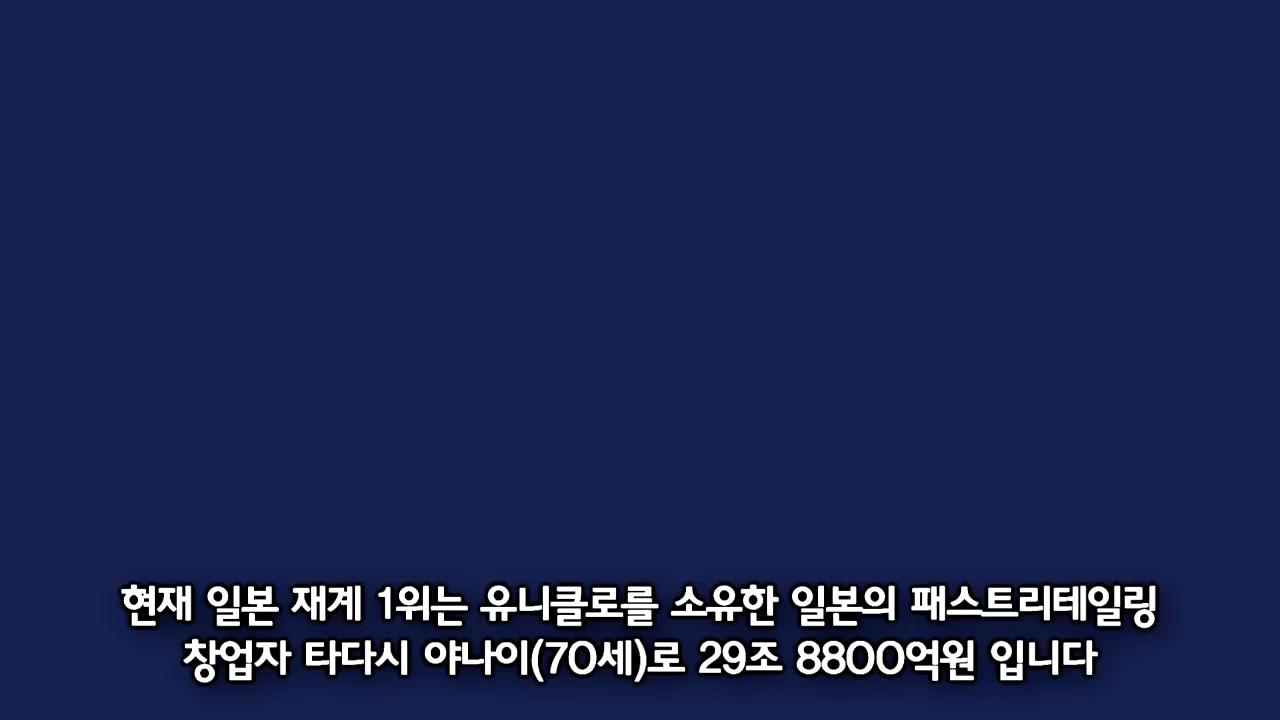 현재 일본 재계 1위는 유니클로를 소유한 일본의 패스트리테일링
창업자 타다시 야나이(70세)로 29조 8800억원 입니다